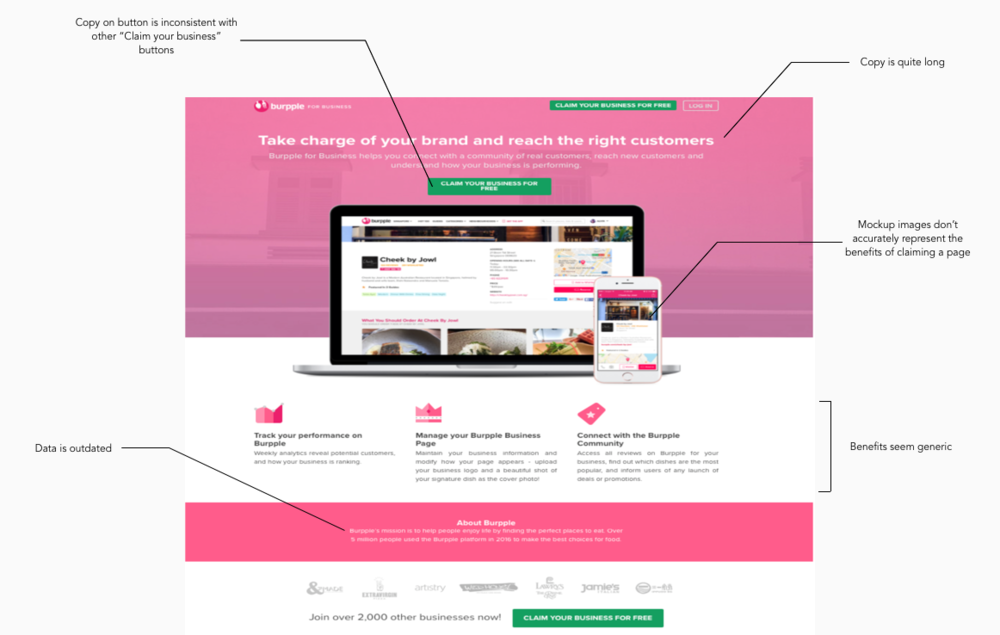 Copy on button is inconsistent with
other "Claim your business"
buttons
Copy is quite long
burpple FOR BUSINESS
CLAIM YOUR BUSINESS FOR FREE
LOG IN
Take charge of your brand and reach the right customers
Burpple for Business helps you connect with a community of real customers, reach new customers and
understand how your business is performing.
CLAIM YOUR BUSINESS FOR
FREE
Mockup images don't
accurately represent the
benefits of claiming a page
burpple
Cheek by Jowl
What You Should Order At Cheek By Jowl
Data is outdated
Benefits seem generic
Track your performance on
Burpple
Weekly analytics reveal potential customers,
and how your business is ranking.
Manage your Burpple Business
Page
Maintain your business information and
modify how your page appears - upload
your business logo and a beautiful shot of
your signature dish as the cover photo!
Connect with the Burpple
Community
Access all reviews on Burpple for your
business, find out which dishes are the most
popular, and inform users of any launch of
deals or promotions.
About Burpple
Burpple's mission is to help people enjoy life by finding the perfect places to eat. Over
5 million people used the Burpple platform in 2016 to make the best choices for food.
EXTRAVIRGIN
artistry
Lawry's
jamie's
Join over 2,000 other businesses now!
CLAIM YOUR BUSINESS FOR FREE